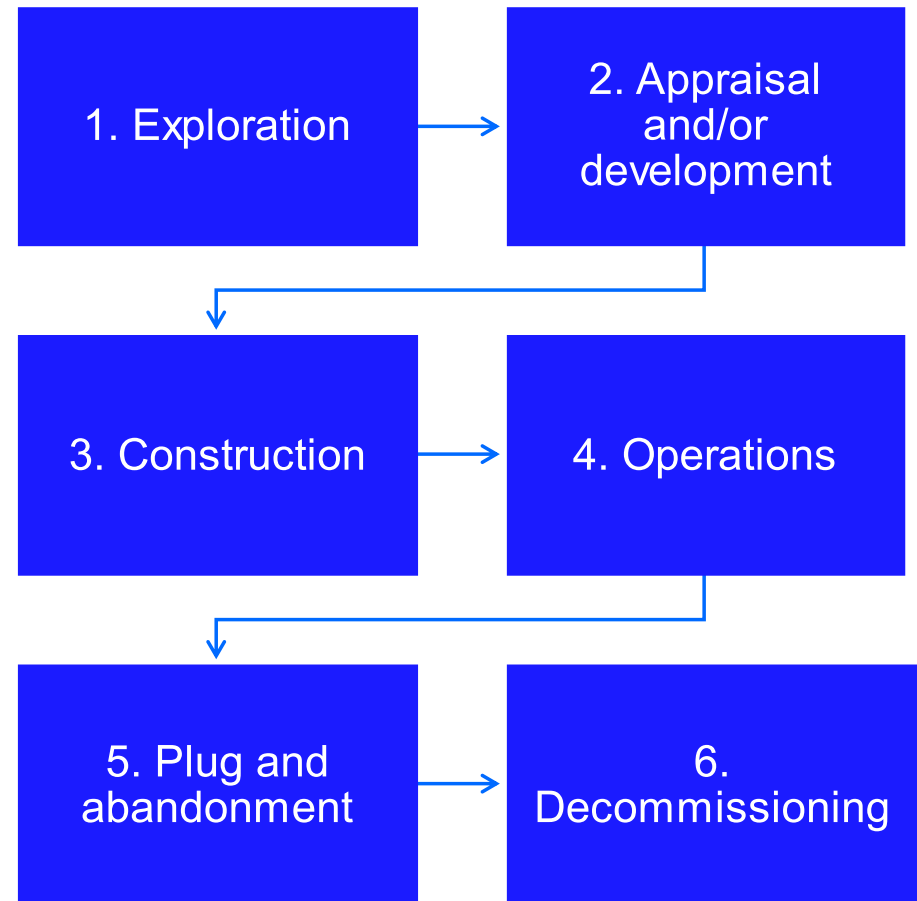 1. Exploration
2. Appraisal
and/or
development
3. Construction
4. Operations
5. Plug and
abandonment
6.
Decommissioning